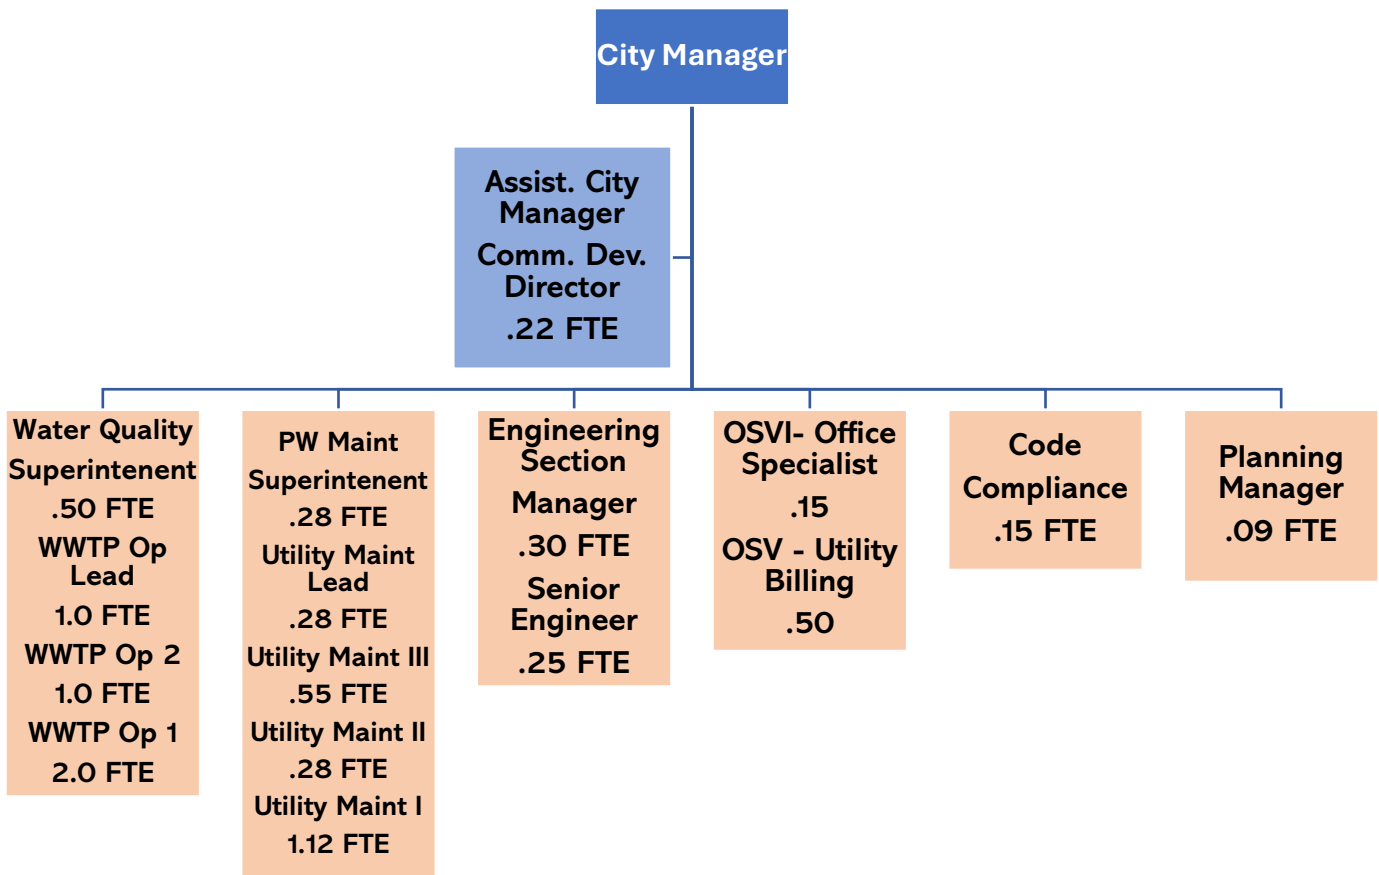 City Manager
Assist. City
Manager
Comm. Dev.
Director
.22 FTE
Water Quality
Superintenent
.50 FTE
WWTP Op
Lead
1.0 FTE
WWTP Op 2
1.0 FTE
WWTP Op 1
2.0 FTE
PW Maint
Superintenent
.28 FTE
Utility Maint
Lead
.28 FTE
Utility Maint III
.55 FTE
Utility Maint II
.28 FTE
Utility Maint I
1.12 FTE
Engineering
Section
Manager
.30 FTE
Senior
Engineer
.25 FTE
OSVI- Office
Specialist
.15
OSV - Utility
Billing
.50
Code
Compliance
.15 FTE
Planning
Manager
.09 FTE